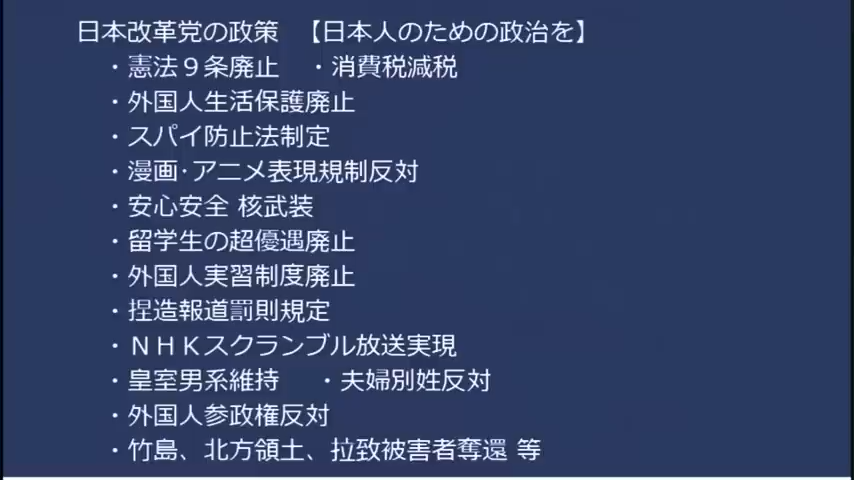 日本改革党の政策 【日本人のための政治を】
・憲法９条廃止 ・消費税減税
・外国人生活保護廃止
・スパイ防止法制定
・漫画・アニメ表現規制反対
・安心安全 核武装
・留学生の超優遇廃止
・外国人実習制度廃止
・捏造報道罰則規定
・ＮＨＫスクランブル放送実現
・皇室男系維持 ・夫婦別姓反対
・外国人参政権反対
・竹島、北方領土、拉致被害者奪還 等